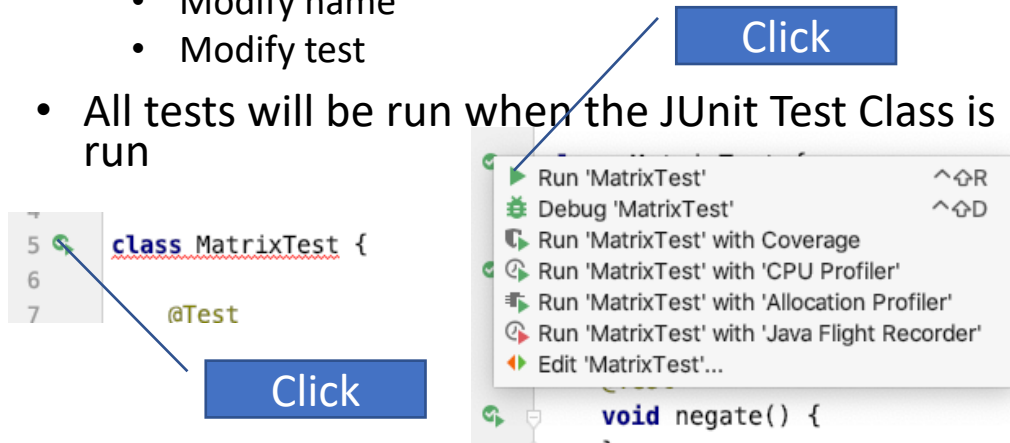 • Modify name
• Modify test
Click
• All tests will be run when the JUnit Test Class is
run
5 class MatrixTest {
6
7 @Test
Click
Run 'MatrixTest' ^⇧R
Debug 'MatrixTest' ^⇧D
Run 'MatrixTest' with Coverage
Run 'MatrixTest' with 'CPU Profiler'
Run 'MatrixTest' with 'Allocation Profiler'
Run 'MatrixTest' with 'Java Flight Recorder'
Edit 'MatrixTest'...
void negate() {